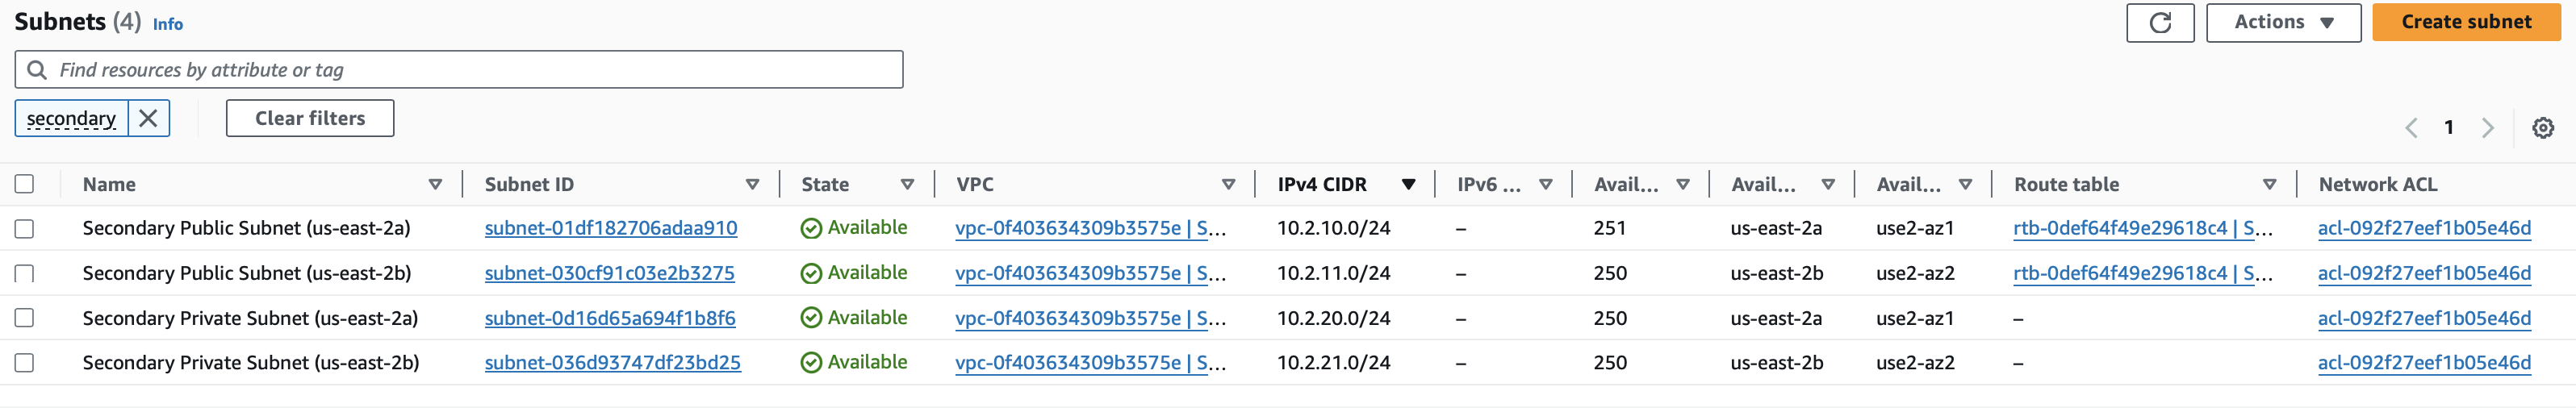 Subnets (4) Info
Actions
Create subnet
Find resources by attribute or tag
secondary
Clear filters
1
Name Subnet ID State VPC IPv4 CIDR IPv6 ... Avail... Avail... Avail... Route table Network ACL
Secondary Public Subnet (us-east-2a) subnet-01df182706adaa910 Available vpc-0f403634309b3575e | S... 10.2.10.0/24 – 251 us-east-2a use2-az1 rtb-0def64f49e29618c4 | S... acl-092f27eef1b05e46d
Secondary Public Subnet (us-east-2b) subnet-030cf91c03e2b3275 Available vpc-0f403634309b3575e | S... 10.2.11.0/24 – 250 us-east-2b use2-az2 rtb-0def64f49e29618c4 | S... acl-092f27eef1b05e46d
Secondary Private Subnet (us-east-2a) subnet-0d16d65a694f1b8f6 Available vpc-0f403634309b3575e | S... 10.2.20.0/24 – 250 us-east-2a use2-az1 – acl-092f27eef1b05e46d
Secondary Private Subnet (us-east-2b) subnet-036d93747df23bd25 Available vpc-0f403634309b3575e | S... 10.2.21.0/24 – 250 us-east-2b use2-az2 – acl-092f27eef1b05e46d